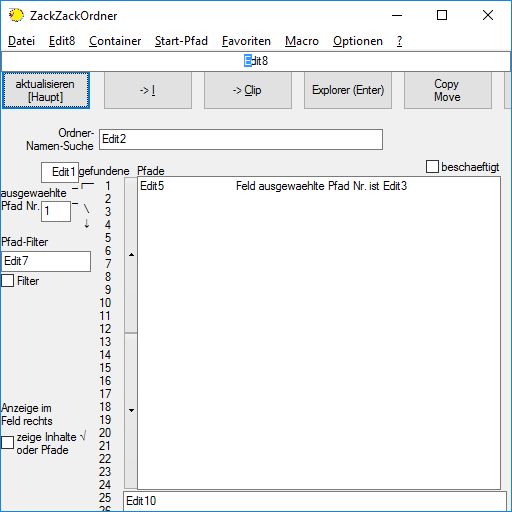 ZackZackOrdner
Datei Edit8 Container Start-Pfad Favoriten Macro Optionen ?
Edit8
aktualisieren
[Haupt]
-> I
-> Clip
Explorer (Enter)
Copy
Move
Ordner-
Namen-Suche
Edit2
Edit1 gefundene Pfade
beschaeftigt
ausgewaehlte
Pfad Nr.
1
\
↓
Edit5
Feld ausgewaehlte Pfad Nr. ist Edit3
1
2
3
4
5
6
7
8
9
10
11
12
13
14
15
16
17
18
19
20
21
22
23
24
25
26
Pfad-Filter
Edit7
Filter
Anzeige im
Feld rechts
zeige Inhalte √
oder Pfade
Edit10